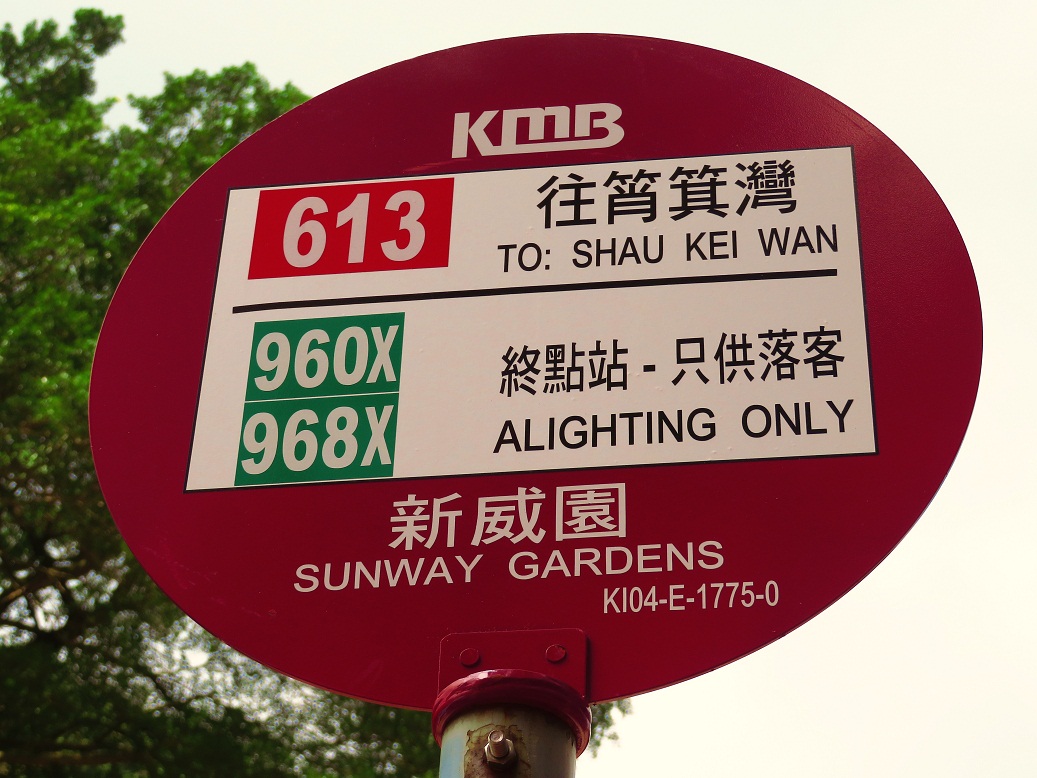 KMB
613
往筲箕灣
TO: SHAU KEI WAN
960X
968X
終點站 - 只供落客
ALIGHTING ONLY
新威園
SUNWAY GARDENS
KI04-E-1775-0